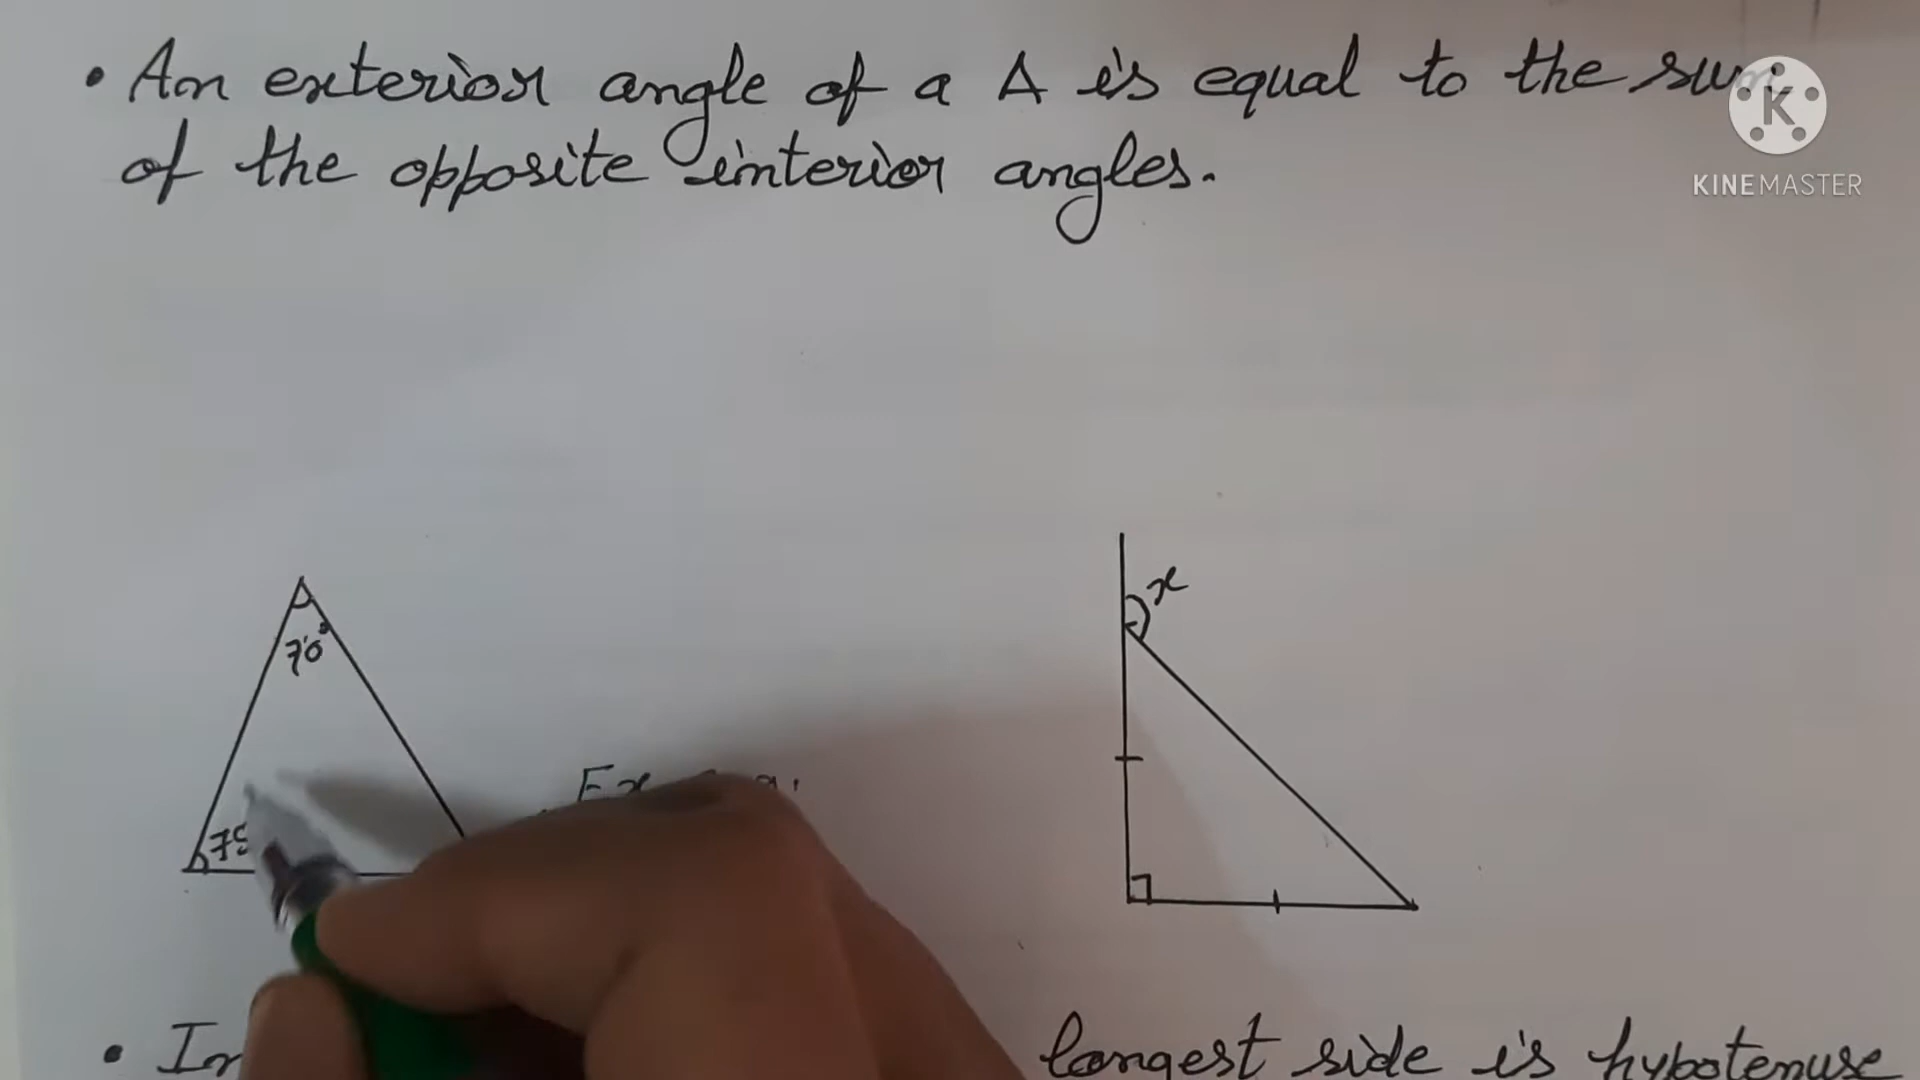 • An exterior angle of a Δ is equal to the sum
of the opposite interior angles.
KINEMASTER
x
70°
• longest side is hypotenuse